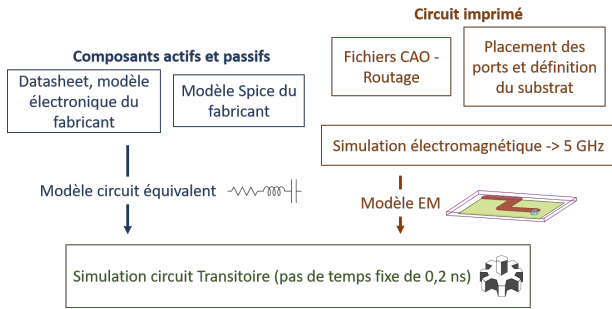 Circuit imprimé
Composants actifs et passifs
Datasheet, modèle
électronique du
fabricant
Modèle Spice du
fabricant
Fichiers CAO -
Routage
Placement des
ports et définition
du substrat
Simulation électromagnétique -> 5 GHz
Modèle circuit équivalent
Modèle EM
Simulation circuit Transitoire (pas de temps fixe de 0,2 ns)